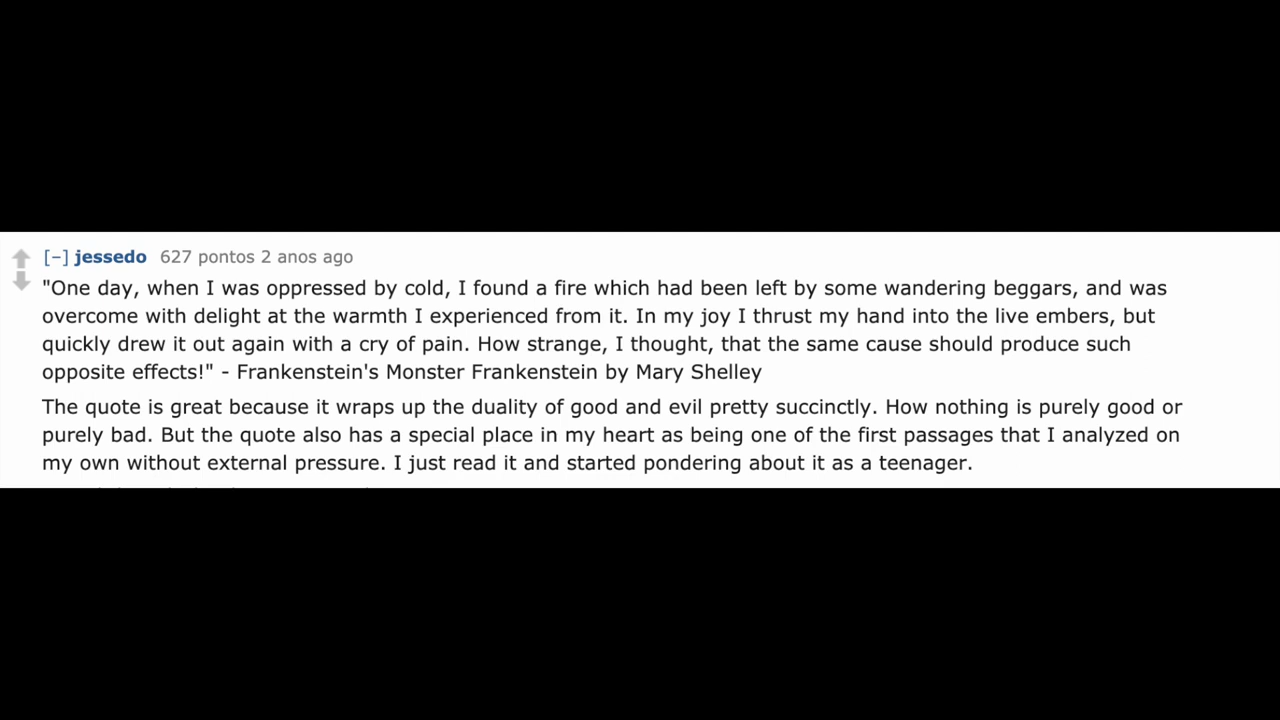 [–] jessedo 627 pontos 2 anos ago
"One day, when I was oppressed by cold, I found a fire which had been left by some wandering beggars, and was
overcome with delight at the warmth I experienced from it. In my joy I thrust my hand into the live embers, but
quickly drew it out again with a cry of pain. How strange, I thought, that the same cause should produce such
opposite effects!" - Frankenstein's Monster Frankenstein by Mary Shelley
The quote is great because it wraps up the duality of good and evil pretty succinctly. How nothing is purely good or
purely bad. But the quote also has a special place in my heart as being one of the first passages that I analyzed on
my own without external pressure. I just read it and started pondering about it as a teenager.